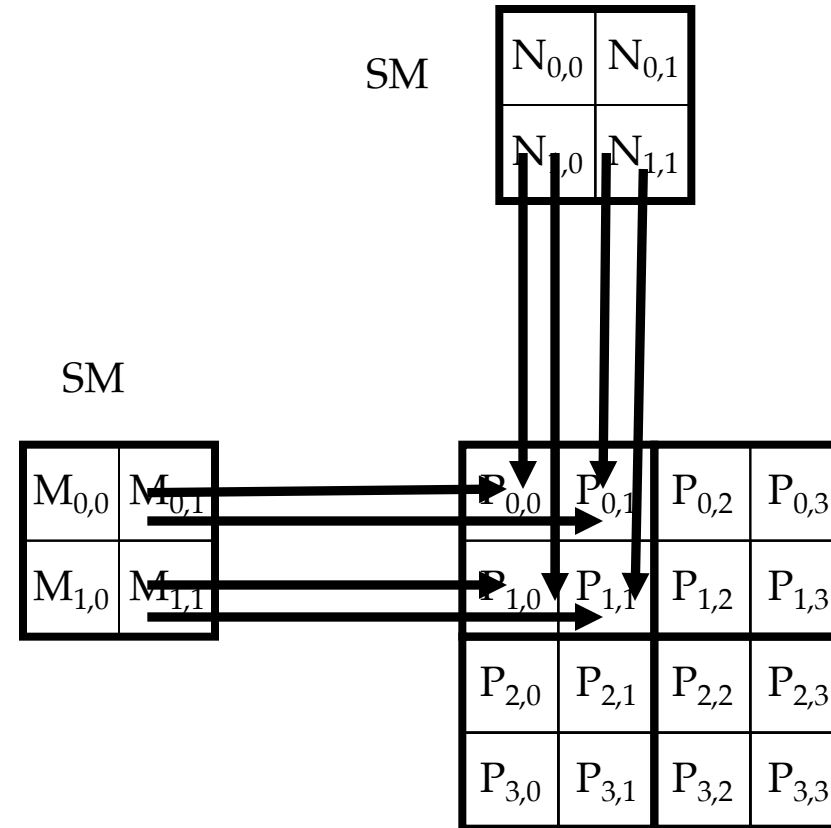 SM
N0,0 N0,1
N1,0 N1,1
SM
M0,0 M0,1
M1,0 M1,1
P0,0 P0,1 P0,2 P0,3
P1,0 P1,1 P1,2 P1,3
P2,0 P2,1 P2,2 P2,3
P3,0 P3,1 P3,2 P3,3